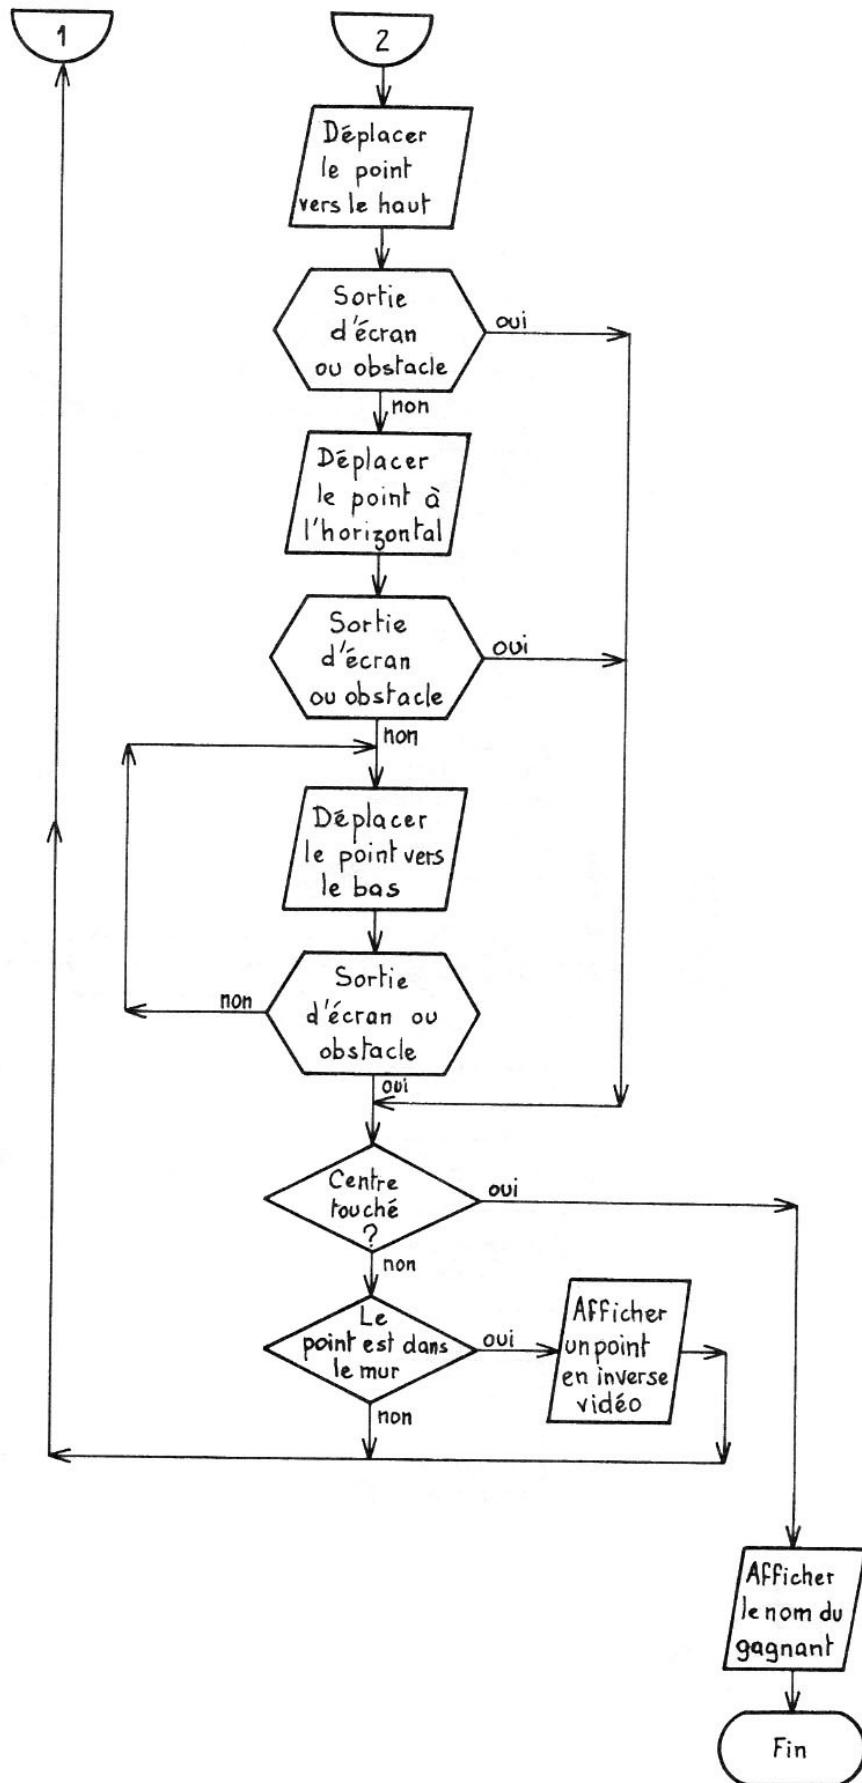 1
2
Déplacer
le point
vers le haut
Sortie
d'écran
ou obstacle
oui
non
Déplacer
le point à
l'horizontal
Sortie
d'écran
ou obstacle
oui
non
Déplacer
le point vers
le bas
Sortie
d'écran ou
obstacle
non
oui
Centre
touché
?
oui
non
Le
point est dans
le mur
oui
non
Afficher
un point
en inverse
vidéo
Afficher
le nom du
gagnant
Fin